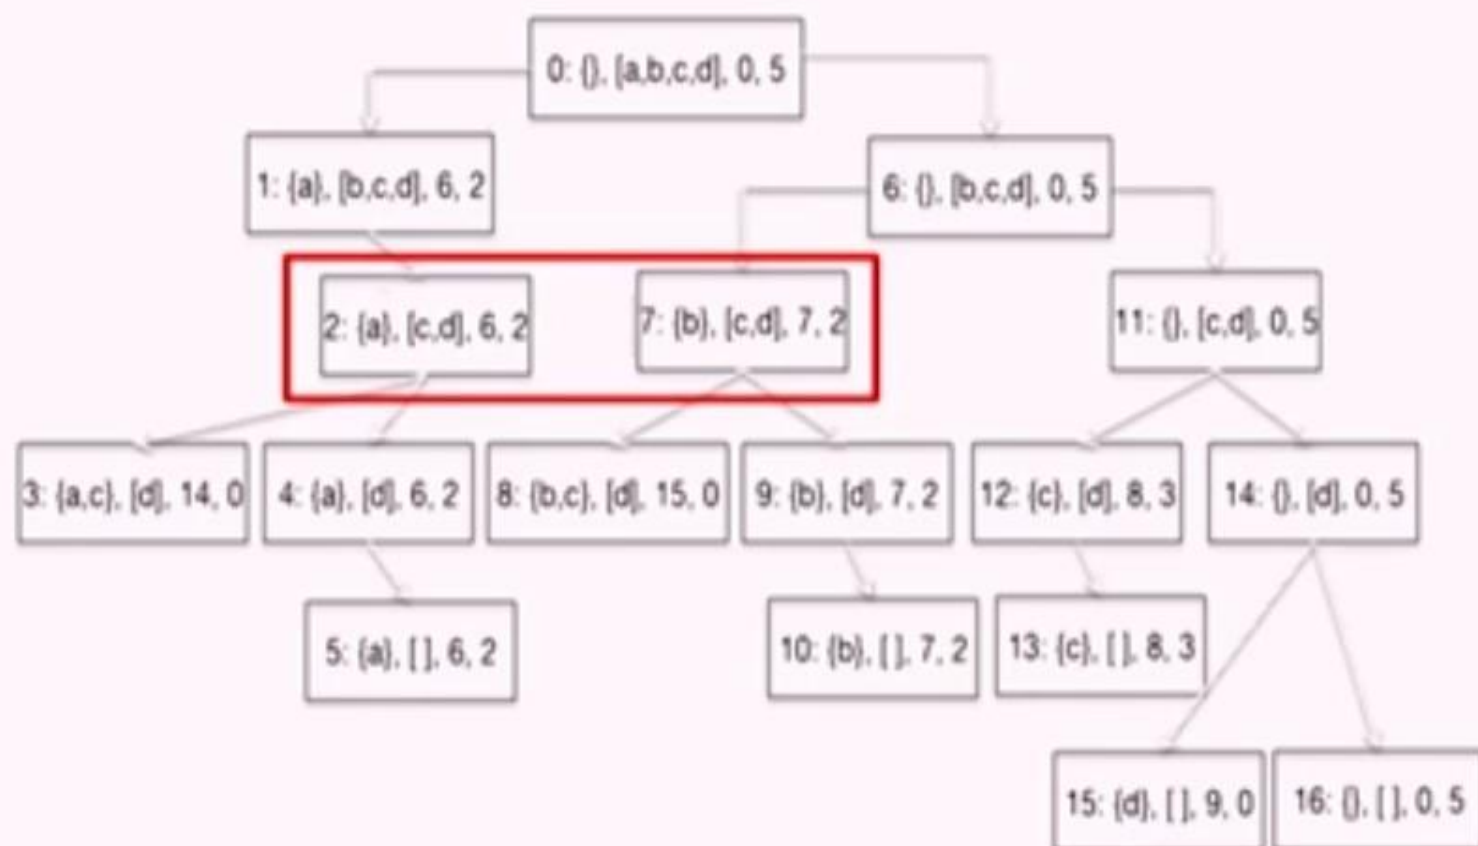 0: {}, [a,b,c,d], 0, 5
1: {a}, [b,c,d], 6, 2
6: {}, [b,c,d], 0, 5
2: {a}, [c,d], 6, 2
7: {b}, [c,d], 7, 2
11: {}, [c,d], 0, 5
3: {a,c}, [d], 14, 0
4: {a}, [d], 6, 2
8: {b,c}, [d], 15, 0
9: {b}, [d], 7, 2
12: {c}, [d], 8, 3
14: {}, [d], 0, 5
5: {a}, [ ], 6, 2
10: {b}, [ ], 7, 2
13: {c}, [ ], 8, 3
15: {d}, [ ], 9, 0
16: {}, [ ], 0, 5